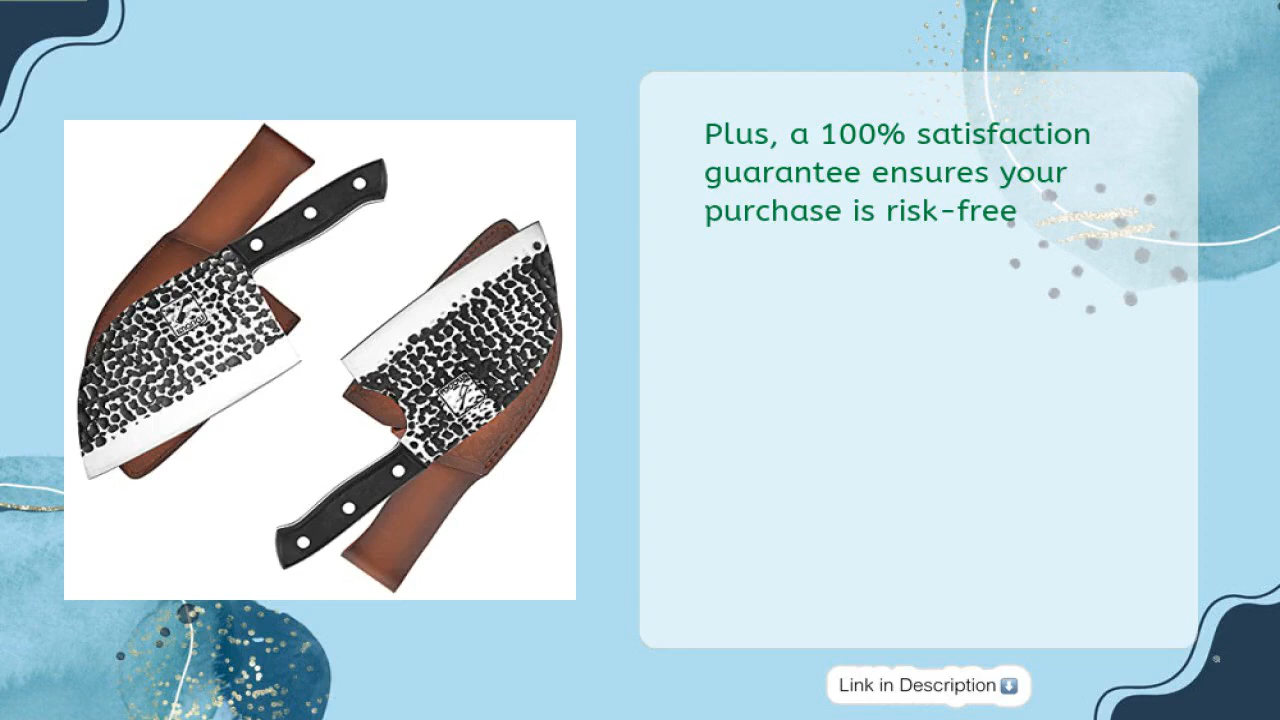 Plus, a 100% satisfaction
guarantee ensures your
purchase is risk-free
Link in Description